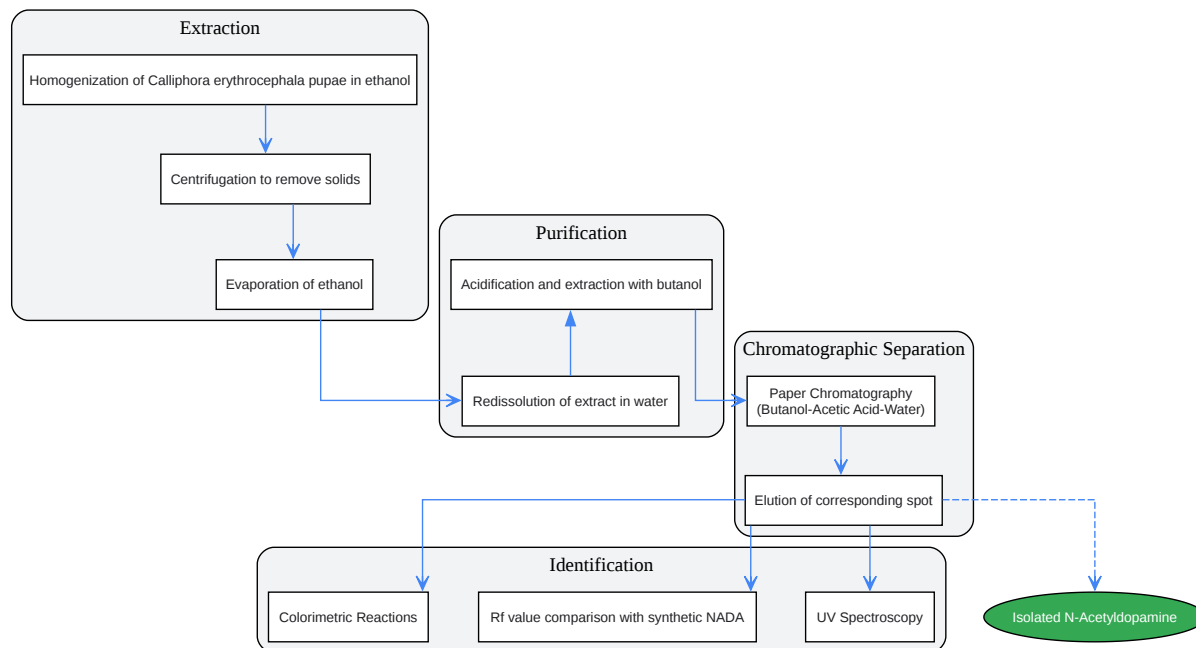 Extraction
Homogenization of Calliphora erythrocephala pupae in ethanol
Centrifugation to remove solids
Evaporation of ethanol
Purification
Acidification and extraction with butanol
Redissolution of extract in water
Chromatographic Separation
Paper Chromatography
(Butanol-Acetic Acid-Water)
Elution of corresponding spot
Identification
Colorimetric Reactions
Rf value comparison with synthetic NADA
UV Spectroscopy
Isolated N-Acetyldopamine